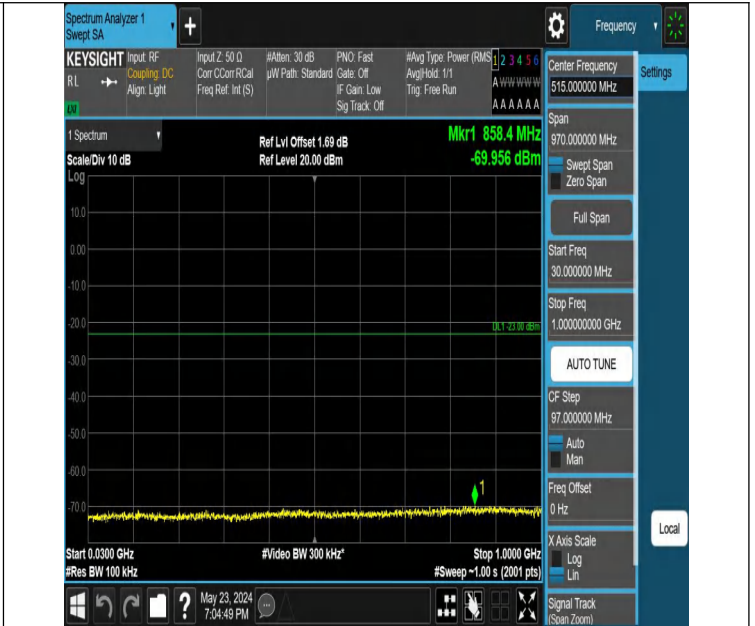 Spectrum Analyzer 1
Swept SA
+
Frequency
KEYSIGHT
RL
LXI
Input: RF
Coupling: DC
Align: Light
Input Z: 50 Ω
Corr CCorr RCal
Freq Ref: Int (S)
#Atten: 30 dB
µW Path: Standard
PNO: Fast
Gate: Off
IF Gain: Low
Sig Track: Off
#Avg Type: Power (RMS
Avg|Hold: 1/1
Trig: Free Run
1 2 3 4 5 6
A W W W W W
A A A A A A
1 Spectrum
Scale/Div 10 dB
Log
Ref Lvl Offset 1.69 dB
Ref Level 20.00 dBm
Mkr1 858.4 MHz
-69.956 dBm
10.0
0.00
-10.0
-20.0
DL1 -23.00 dBm
-30.0
-40.0
-50.0
-60.0
-70.0
1
Start 0.0300 GHz
#Res BW 100 kHz
#Video BW 300 kHz*
Stop 1.0000 GHz
#Sweep ~1.00 s (2001 pts)
Center Frequency
515.000000 MHz
Settings
Span
970.000000 MHz
Swept Span
Zero Span
Full Span
Start Freq
30.000000 MHz
Stop Freq
1.000000000 GHz
AUTO TUNE
CF Step
97.000000 MHz
Auto
Man
Freq Offset
0 Hz
X Axis Scale
Log
Lin
Local
Signal Track
(Span Zoom)
?
May 23, 2024
7:04:49 PM